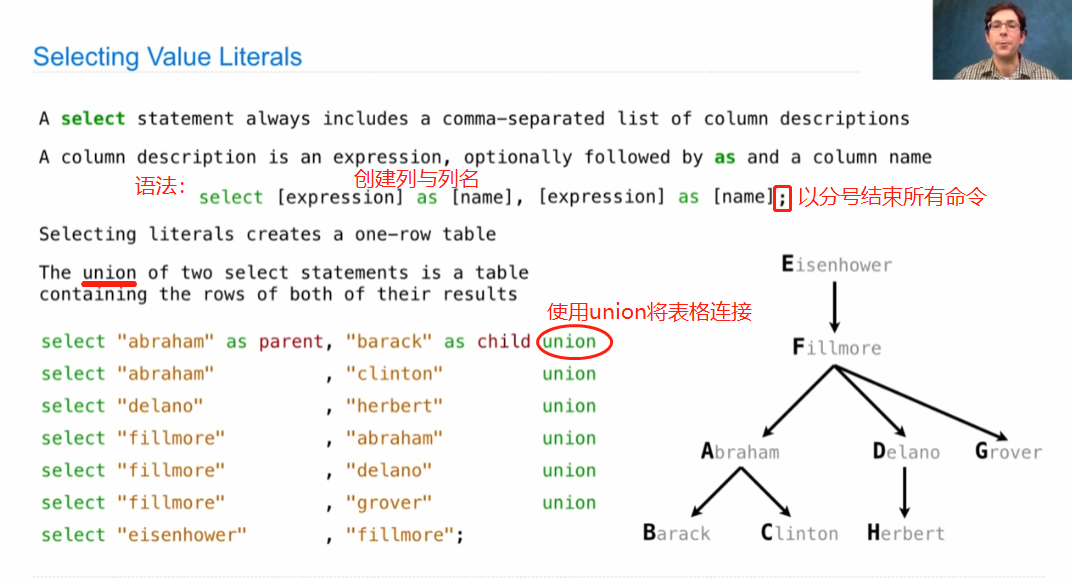 Selecting Value Literals
A select statement always includes a comma-separated list of column descriptions
A column description is an expression, optionally followed by as and a column name
语法：
创建列与列名
select [expression] as [name], [expression] as [name];
以分号结束所有命令
Selecting literals creates a one-row table
The union of two select statements is a table
containing the rows of both of their results
使用union将表格连接
select "abraham" as parent, "barack" as child union
select "abraham" , "clinton" union
select "delano" , "herbert" union
select "fillmore" , "abraham" union
select "fillmore" , "delano" union
select "fillmore" , "grover" union
select "eisenhower" , "fillmore";
Eisenhower
Fillmore
Abraham Delano Grover
Barack Clinton Herbert